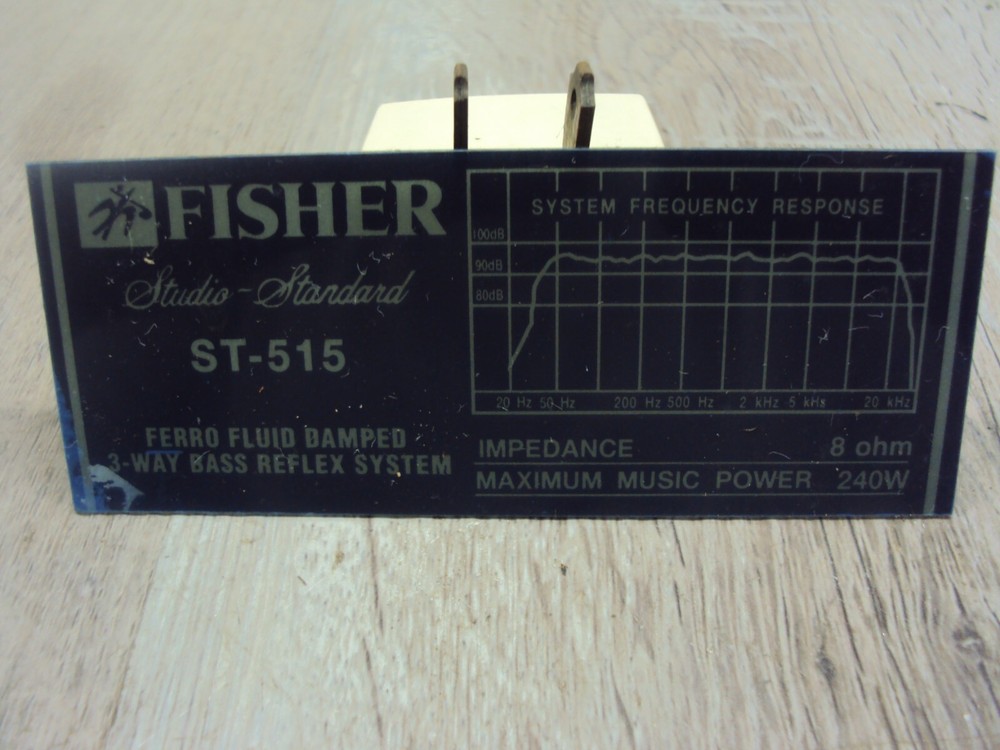 FISHER
Studio-Standard
ST-515
FERRO FLUID DAMPED
3-WAY BASS REFLEX SYSTEM
SYSTEM FREQUENCY RESPONSE
100dB
90dB
80dB
20 Hz 50 Hz 200 Hz 500 Hz 2 kHz 5 kHz 20 kHz
IMPEDANCE 8 ohm
MAXIMUM MUSIC POWER 240W